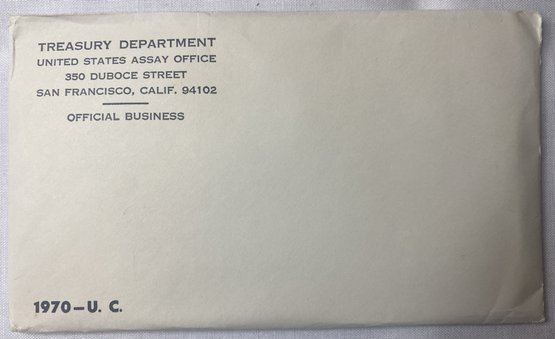 TREASURY DEPARTMENT
UNITED STATES ASSAY OFFICE
350 DUBOCE STREET
SAN FRANCISCO, CALIF. 94102
OFFICIAL BUSINESS
1970—U. C.